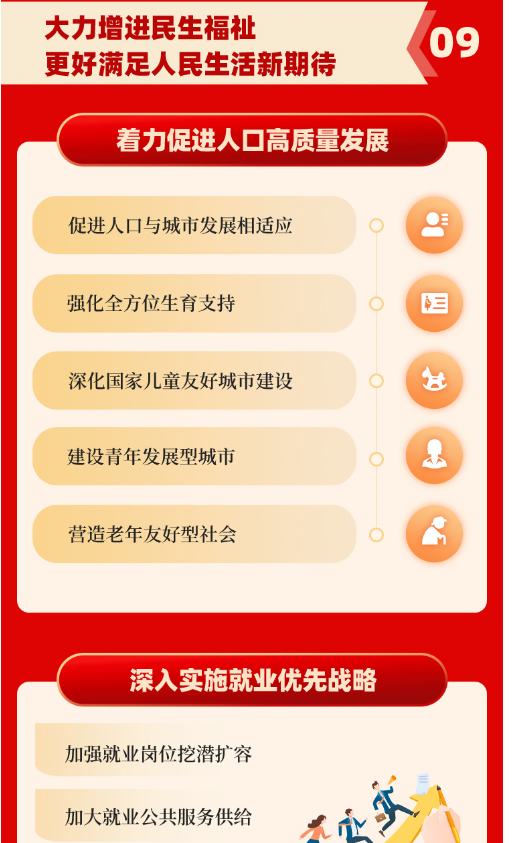 大力增进民生福祉
更好满足人民生活新期待
09
着力促进人口高质量发展
促进人口与城市发展相适应
强化全方位生育支持
深化国家儿童友好城市建设
建设青年发展型城市
营造老年友好型社会
深入实施就业优先战略
加强就业岗位挖潜扩容
加大就业公共服务供给